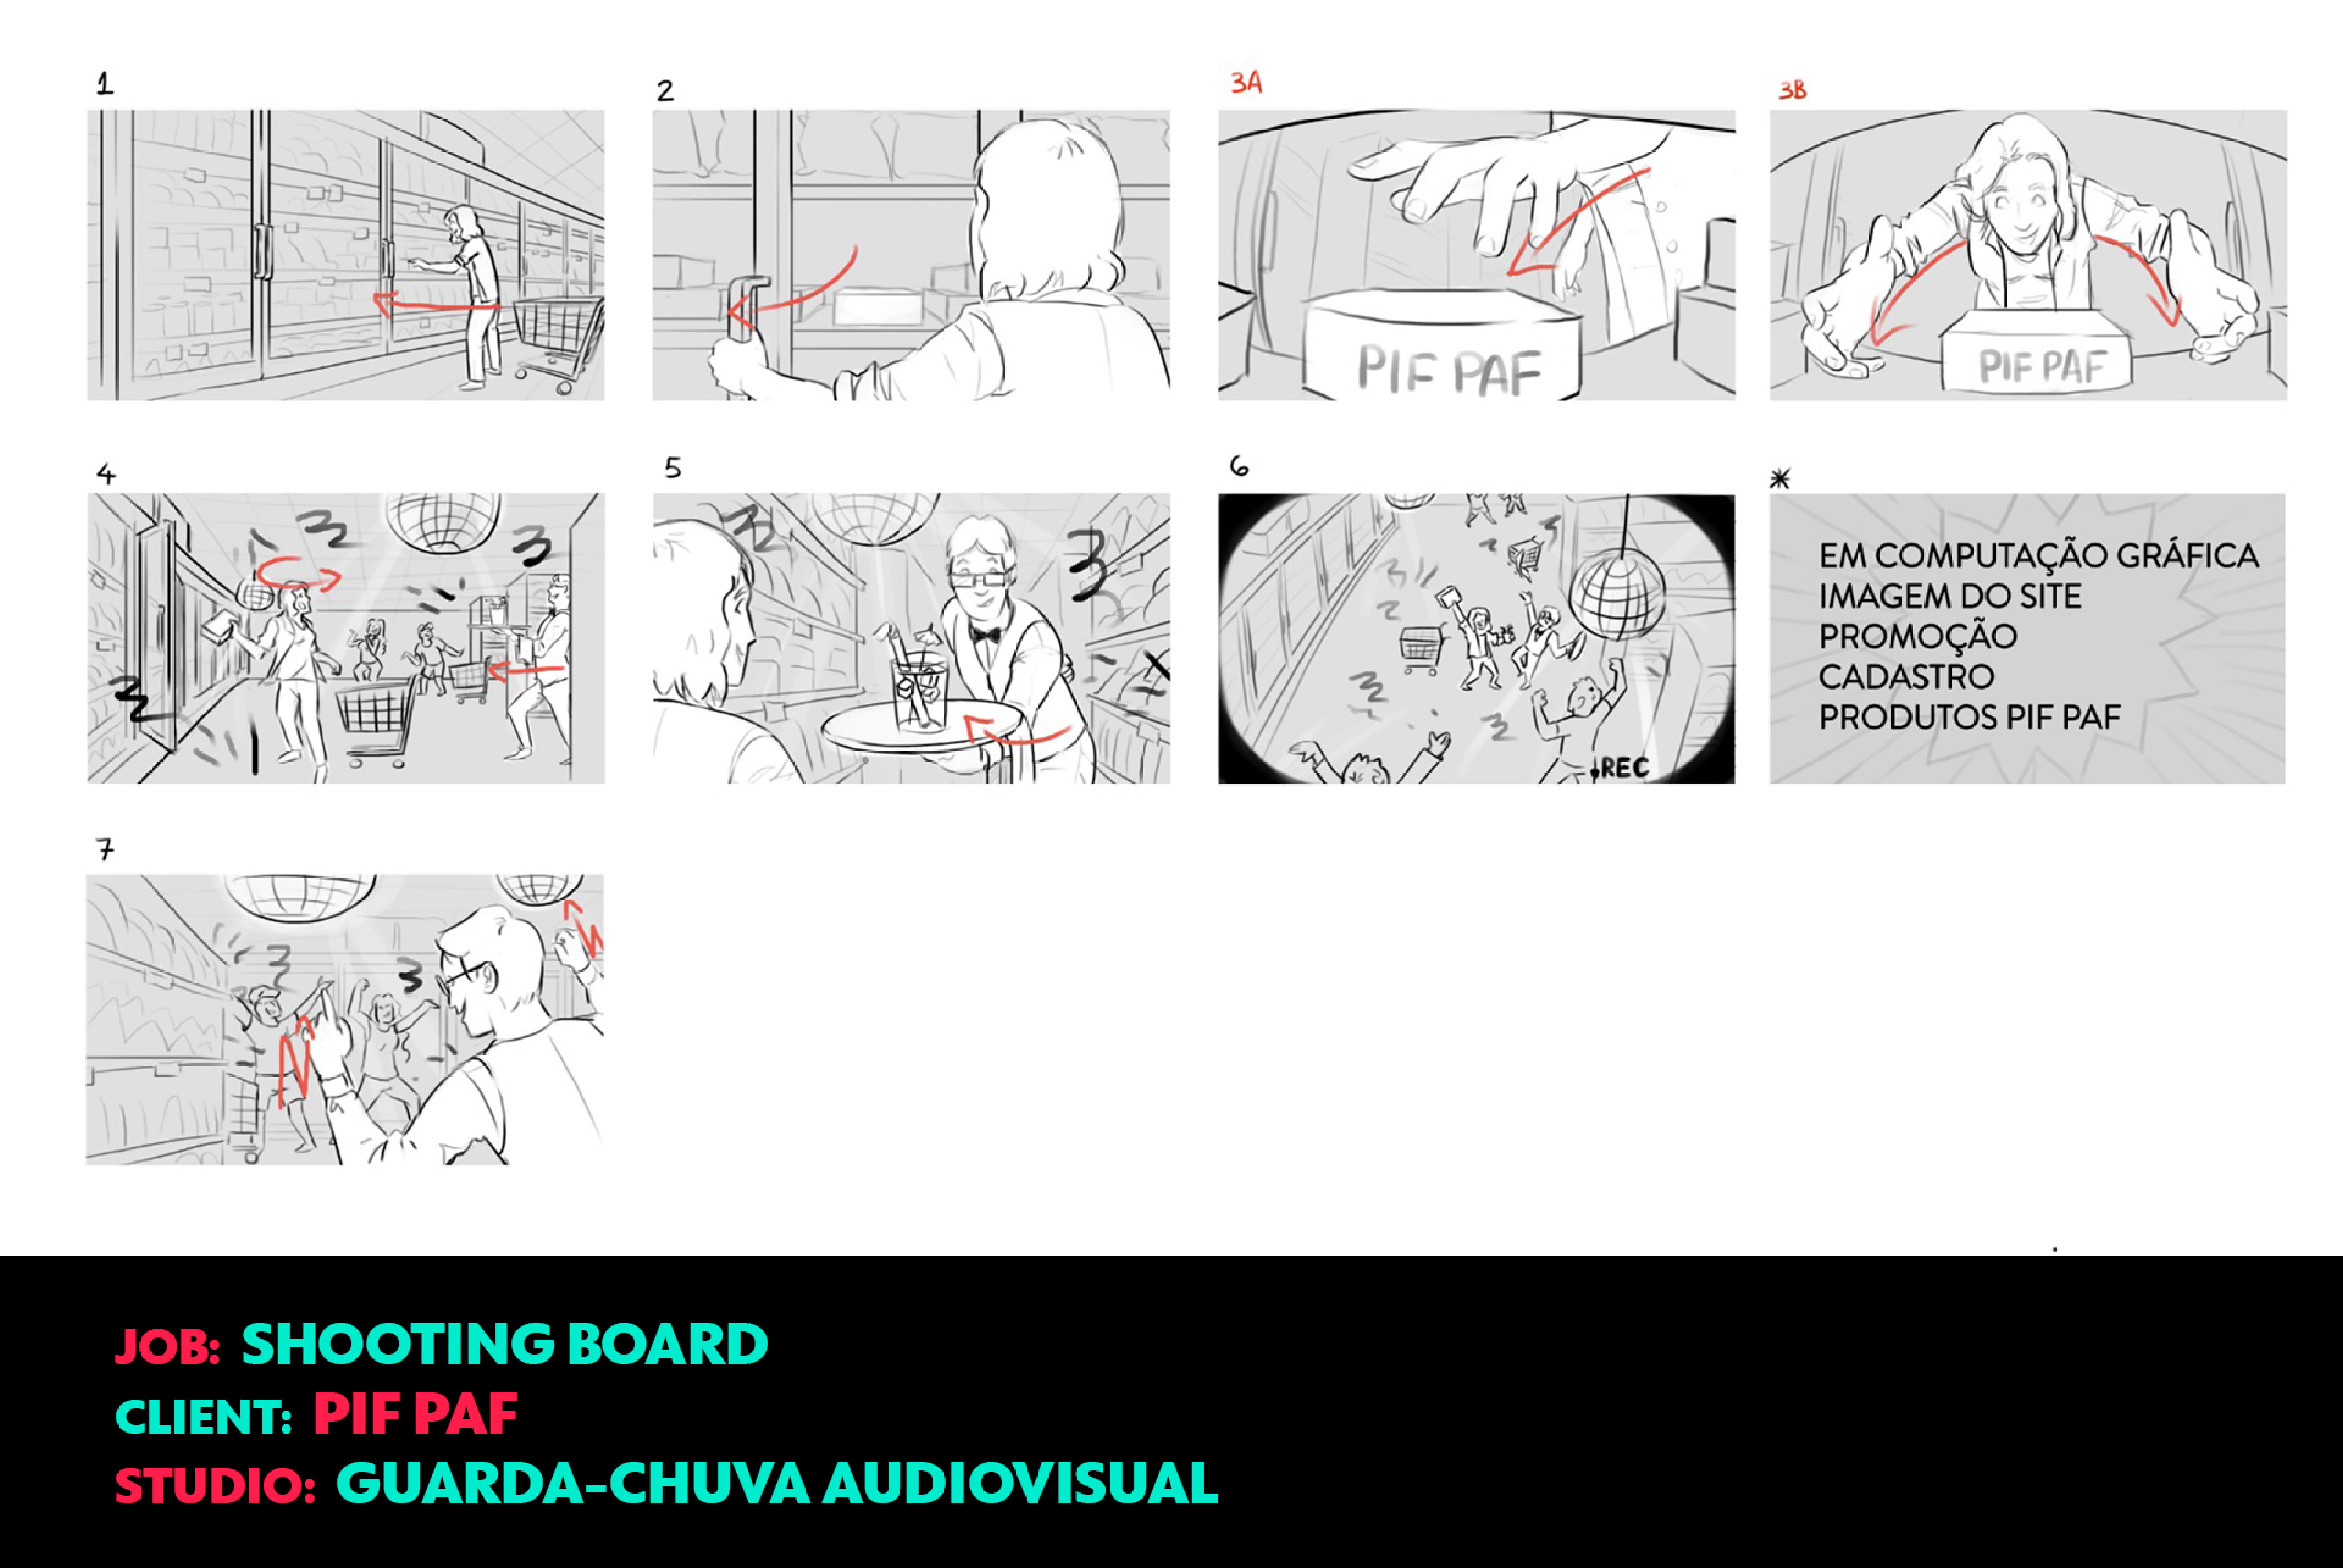 1
2
3A
3B
PIF PAF
PIF PAF
4
5
6
*
REC
EM COMPUTAÇÃO GRÁFICA
IMAGEM DO SITE
PROMOÇÃO
CADASTRO
PRODUTOS PIF PAF
7
JOB: SHOOTING BOARD
CLIENT: PIF PAF
STUDIO: GUARDA-CHUVA AUDIOVISUAL